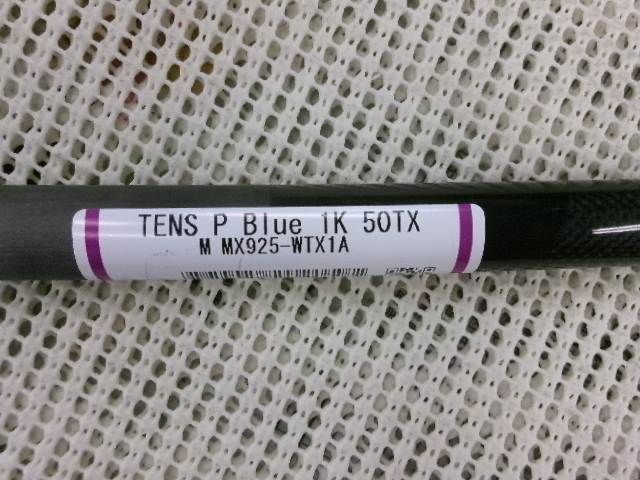 TENS P Blue 1K 50TX
M MX925-WTX1A